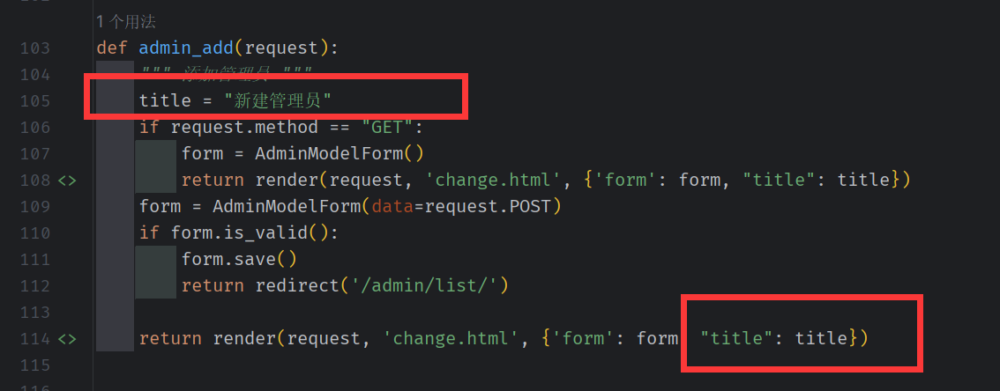 1 个用法
103 def admin_add(request):
104 """ 添加管理员 """
105 title = "新建管理员"
106 if request.method == "GET":
107 form = AdminModelForm()
108 <> return render(request, 'change.html', {'form': form, "title": title})
109 form = AdminModelForm(data=request.POST)
110 if form.is_valid():
111 form.save()
112 return redirect('/admin/list/')
113
114 <> return render(request, 'change.html', {'form': form "title": title})
115